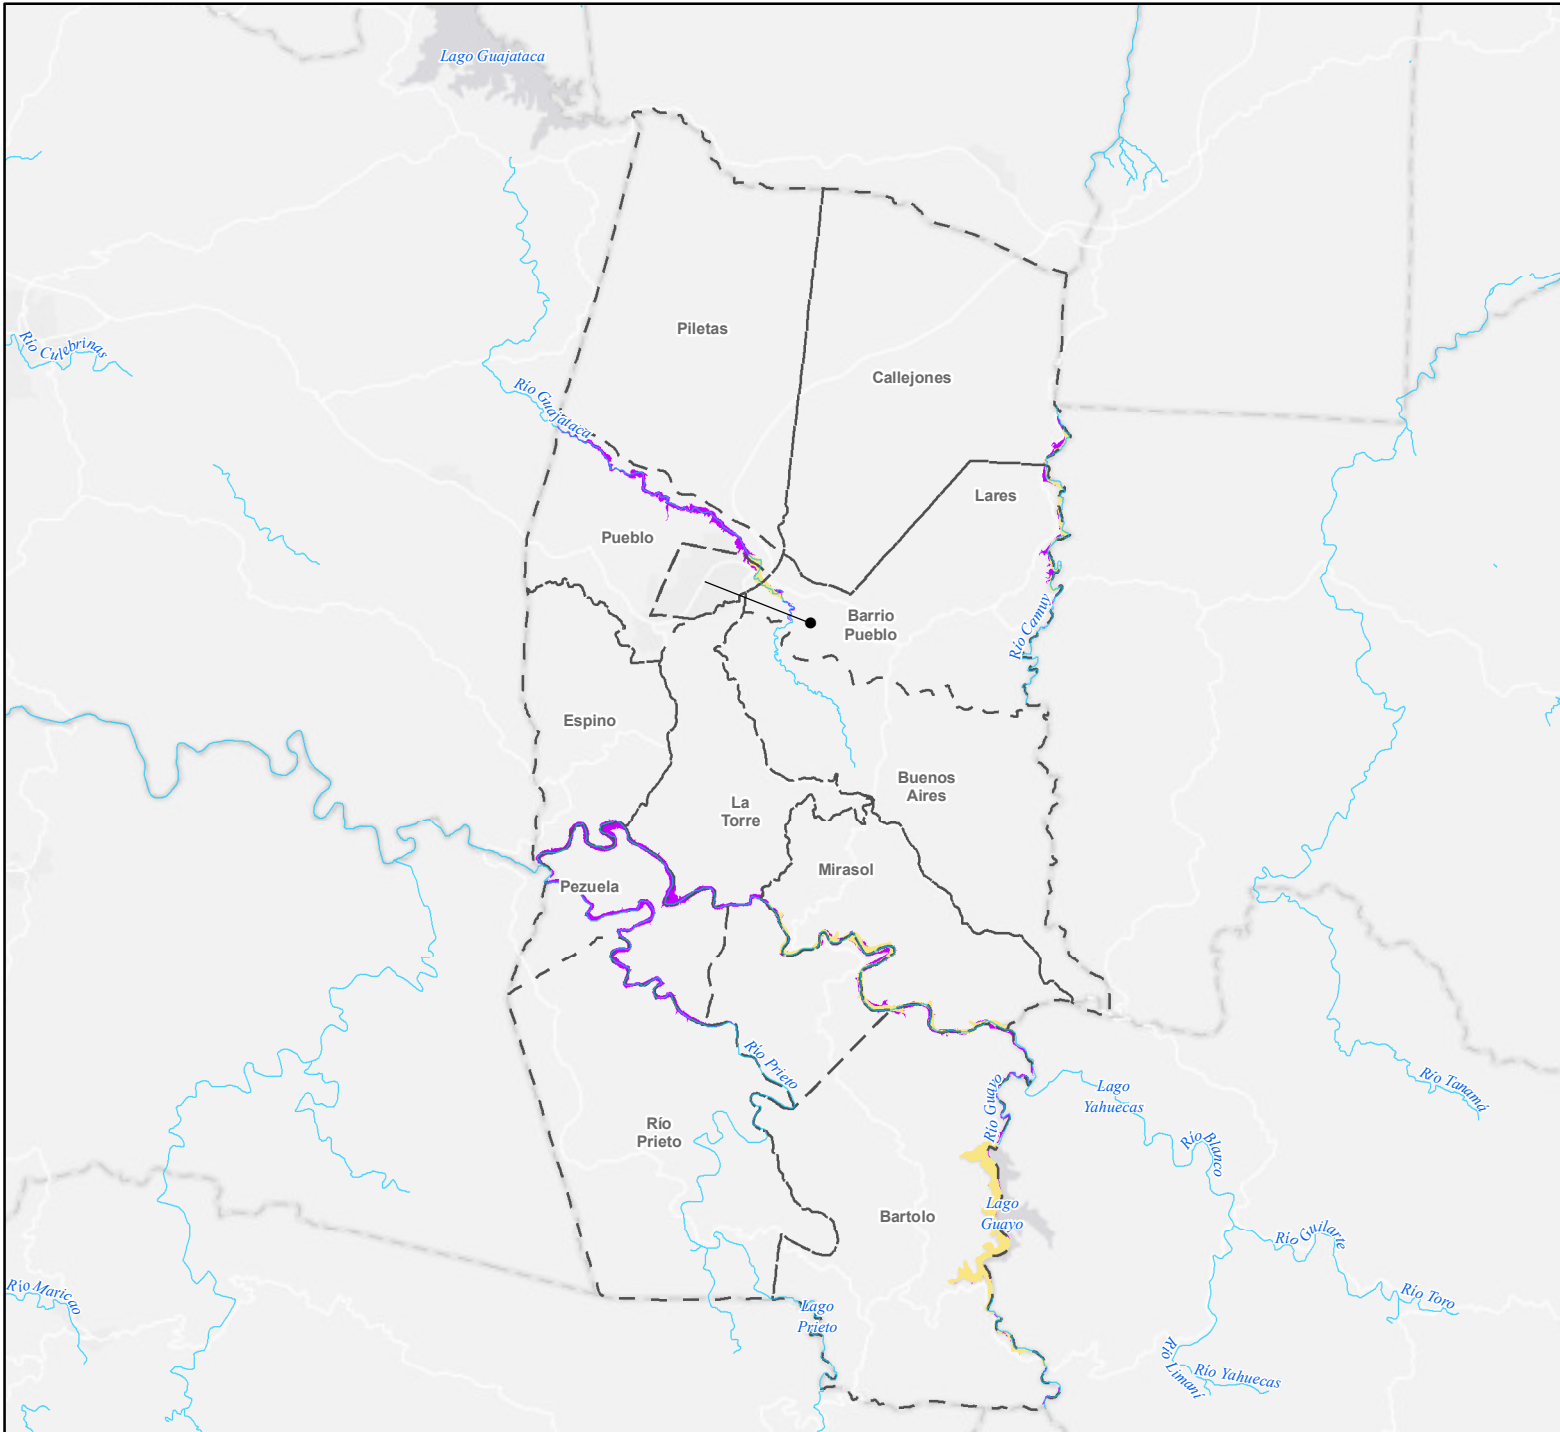 Lago Guajataca
Piletas
Río Culebrinas
Callejones
Río Guajataca
Lares
Pueblo
Barrio
Pueblo
Río Camuy
Espino
Buenos
Aires
La
Torre
Mirasol
Pezuela
Río Prieto
Río Guayo
Lago
Yahuecas
Río Tanamá
Río
Prieto
Río Blanco
Lago
Guayo
Bartolo
Río Guilarte
Río Maricao
Río Toro
Lago
Prieto
Río Limani
Río Yahuecas